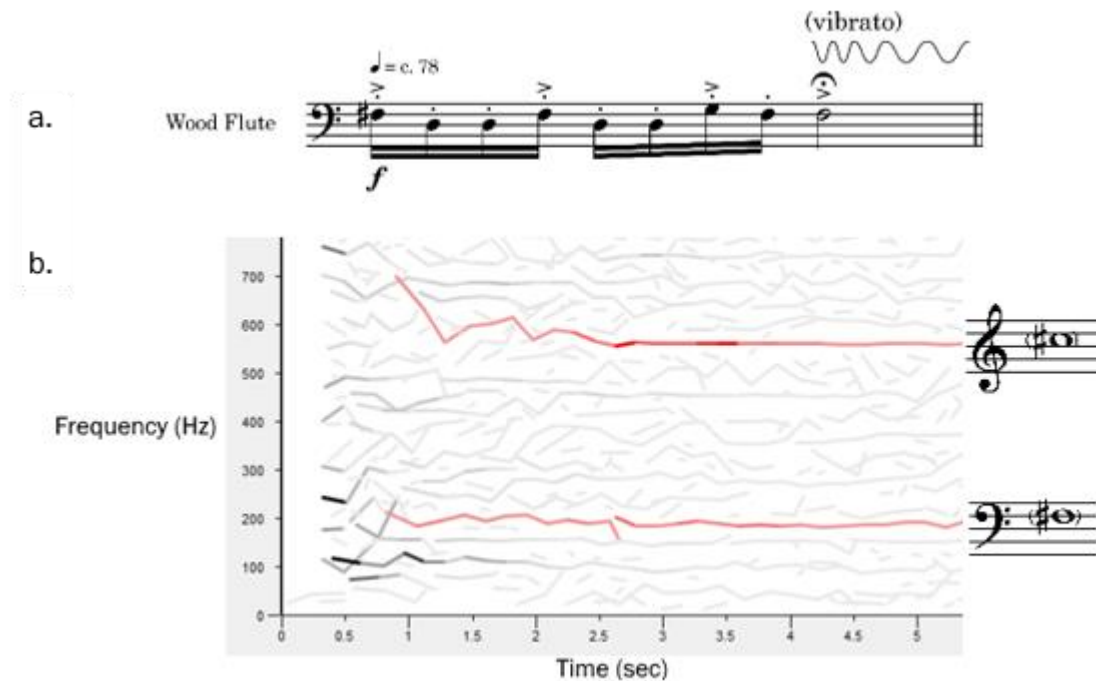 (vibrato)
= c. 78
a.
Wood Flute
f
b.
700
600
500
400
300
200
100
0
Frequency (Hz)
0 0.5 1 1.5 2 2.5 3 3.5 4 4.5 5
Time (sec)